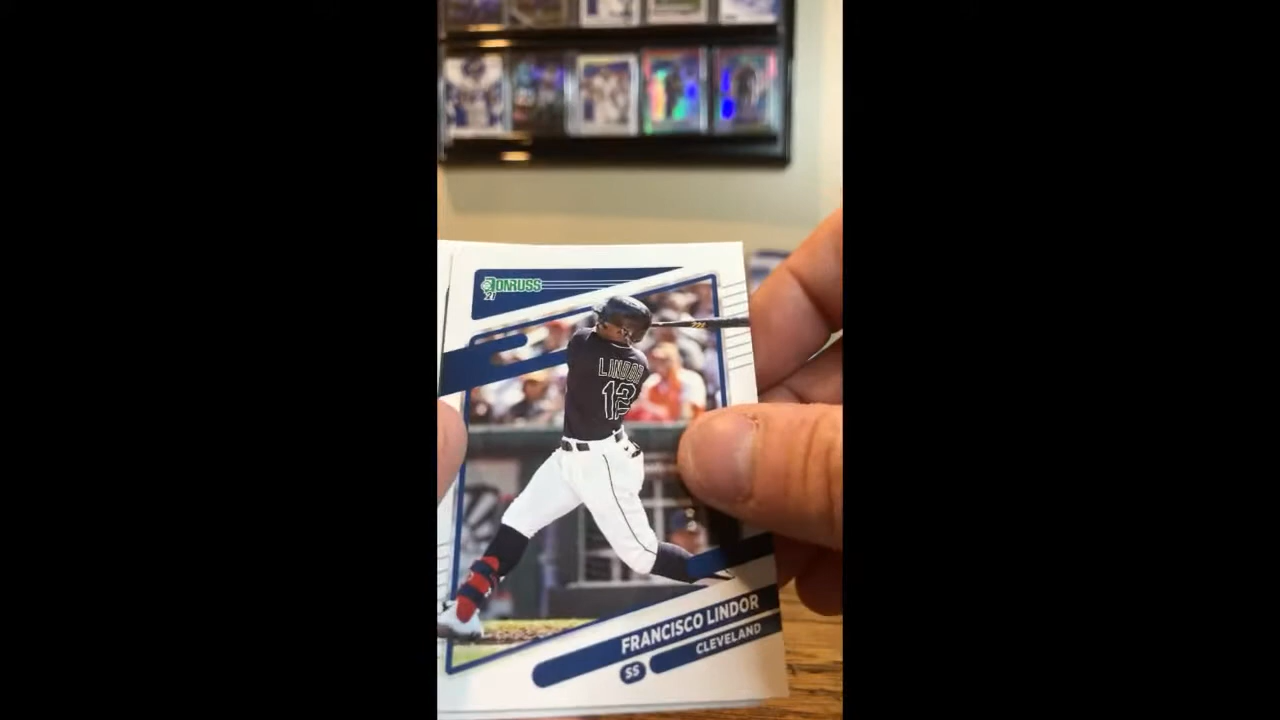 DONRUSS
21
LINDOR
12
FRANCISCO LINDOR
CLEVELAND
SS